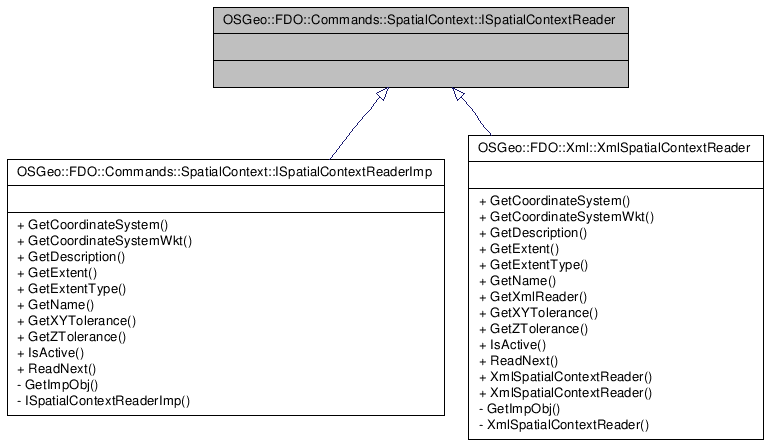 OSGeo::FDO::Commands::SpatialContext::ISpatialContextReader
OSGeo::FDO::Commands::SpatialContext::ISpatialContextReaderImp
+ GetCoordinateSystem()
+ GetCoordinateSystemWkt()
+ GetDescription()
+ GetExtent()
+ GetExtentType()
+ GetName()
+ GetXYTolerance()
+ GetZTolerance()
+ IsActive()
+ ReadNext()
- GetImpObj()
- ISpatialContextReaderImp()
OSGeo::FDO::Xml::XmlSpatialContextReader
+ GetCoordinateSystem()
+ GetCoordinateSystemWkt()
+ GetDescription()
+ GetExtent()
+ GetExtentType()
+ GetName()
+ GetXmlReader()
+ GetXYTolerance()
+ GetZTolerance()
+ IsActive()
+ ReadNext()
+ XmlSpatialContextReader()
+ XmlSpatialContextReader()
- GetImpObj()
- XmlSpatialContextReader()